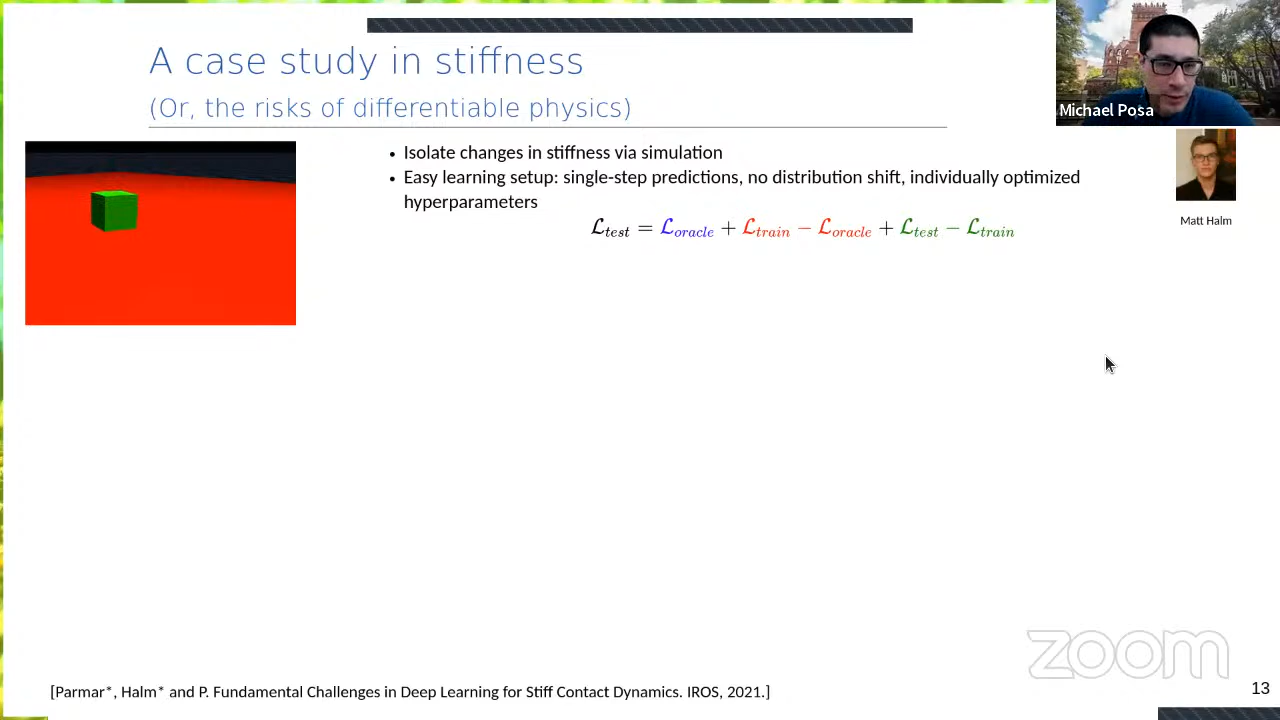 A case study in stiffness
(Or, the risks of differentiable physics)
Michael Posa
• Isolate changes in stiffness via simulation
• Easy learning setup: single-step predictions, no distribution shift, individually optimized
hyperparameters
ℒ_test = ℒ_oracle + ℒ_train − ℒ_oracle + ℒ_test − ℒ_train
Matt Halm
zoom
[Parmar*, Halm* and P. Fundamental Challenges in Deep Learning for Stiff Contact Dynamics. IROS, 2021.]
13